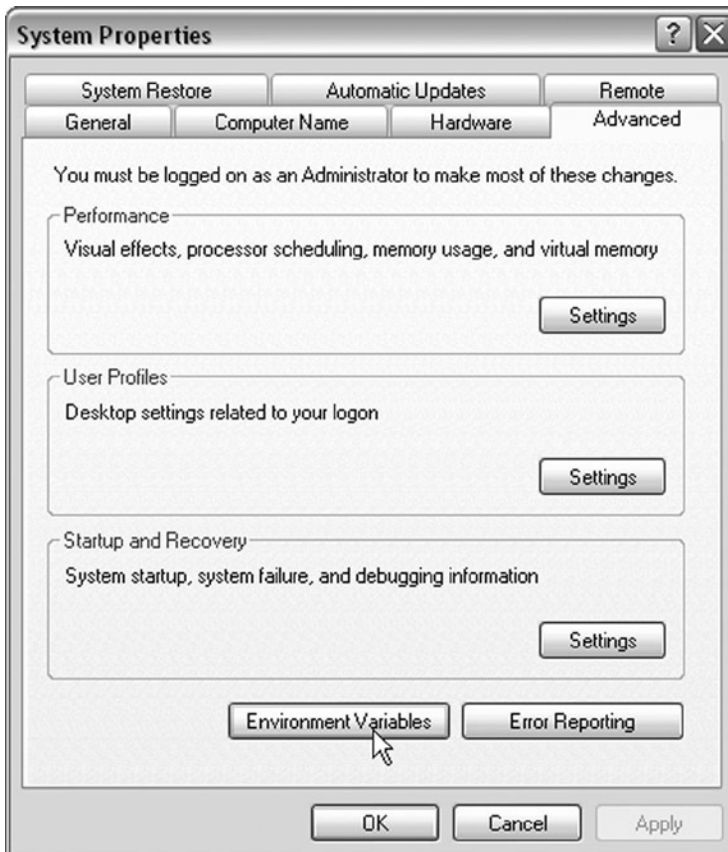 System Properties
?
System Restore Automatic Updates Remote
General Computer Name Hardware Advanced
You must be logged on as an Administrator to make most of these changes.
Performance
Visual effects, processor scheduling, memory usage, and virtual memory
Settings
User Profiles
Desktop settings related to your logon
Settings
Startup and Recovery
System startup, system failure, and debugging information
Settings
Environment Variables Error Reporting
OK Cancel Apply